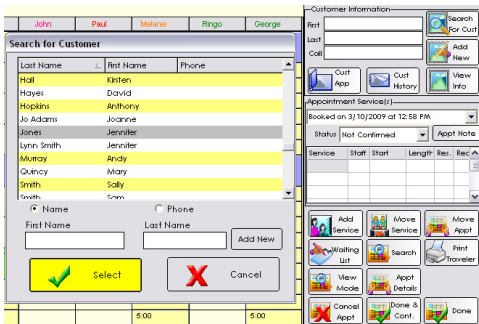 John Paul Melanie Ringo George
Search for Customer
Last Name First Name Phone
Hall Kirsten
Hayes David
Hopkins Anthony
Jo Adams Joanne
Jones Jennifer
Lynn Smith Jennifer
Murray Andy
Quincy Mary
Smith Sally
Smith Sam
Name Phone
First Name Last Name
Add New
Select Cancel
5:00 5:00
Customer Information
First
Last
Cell
Search For Cust
Add New
Cust App
Cust History
View Info
Appointment Service(s)
Booked on 3/10/2009 at 12:58 PM
Status Not Confirmed Appt Note
Service Staff Start Length Res. Rec
Add Service Move Service Move Appt
Waiting List Search Print Traveler
View Mode Appt Details
Cancel Appt Done & Cont. Done